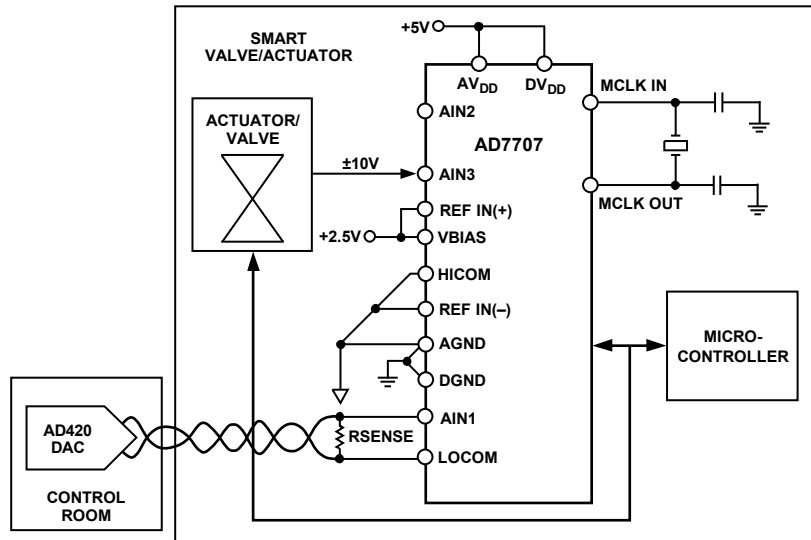 SMART
VALVE/ACTUATOR
+5V
AVDD
DVDD
MCLK IN
AIN2
ACTUATOR/
VALVE
AD7707
±10V
AIN3
REF IN(+)
MCLK OUT
+2.5V
VBIAS
HICOM
REF IN(–)
MICRO-
CONTROLLER
AGND
DGND
AD420
DAC
AIN1
RSENSE
LOCOM
CONTROL
ROOM